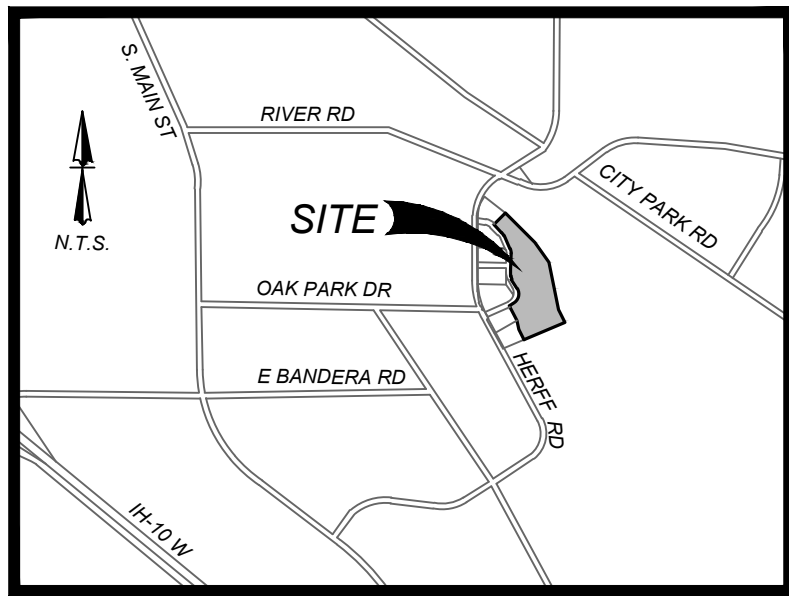 S. MAIN ST
RIVER RD
CITY PARK RD
SITE
N.T.S.
OAK PARK DR
E BANDERA RD
HERFF RD
IH-10 W